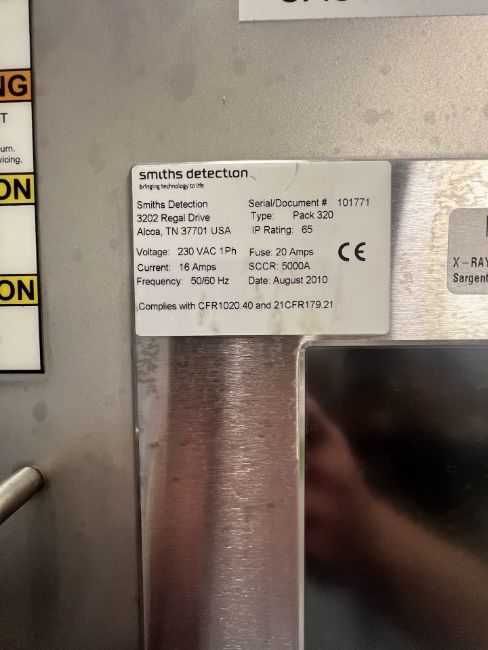 NG
T
um.
vicing.
ON
ON
smiths detection
bringing technology to life
Smiths Detection
3202 Regal Drive
Alcoa, TN 37701 USA
Serial/Document # 101771
Type: Pack 320
IP Rating: 65
Voltage: 230 VAC 1Ph
Current: 16 Amps
Frequency: 50/60 Hz
Fuse: 20 Amps
SCCR: 5000A
Date: August 2010
CE
Complies with CFR1020.40 and 21CFR179.21
X-RAY
Sargent